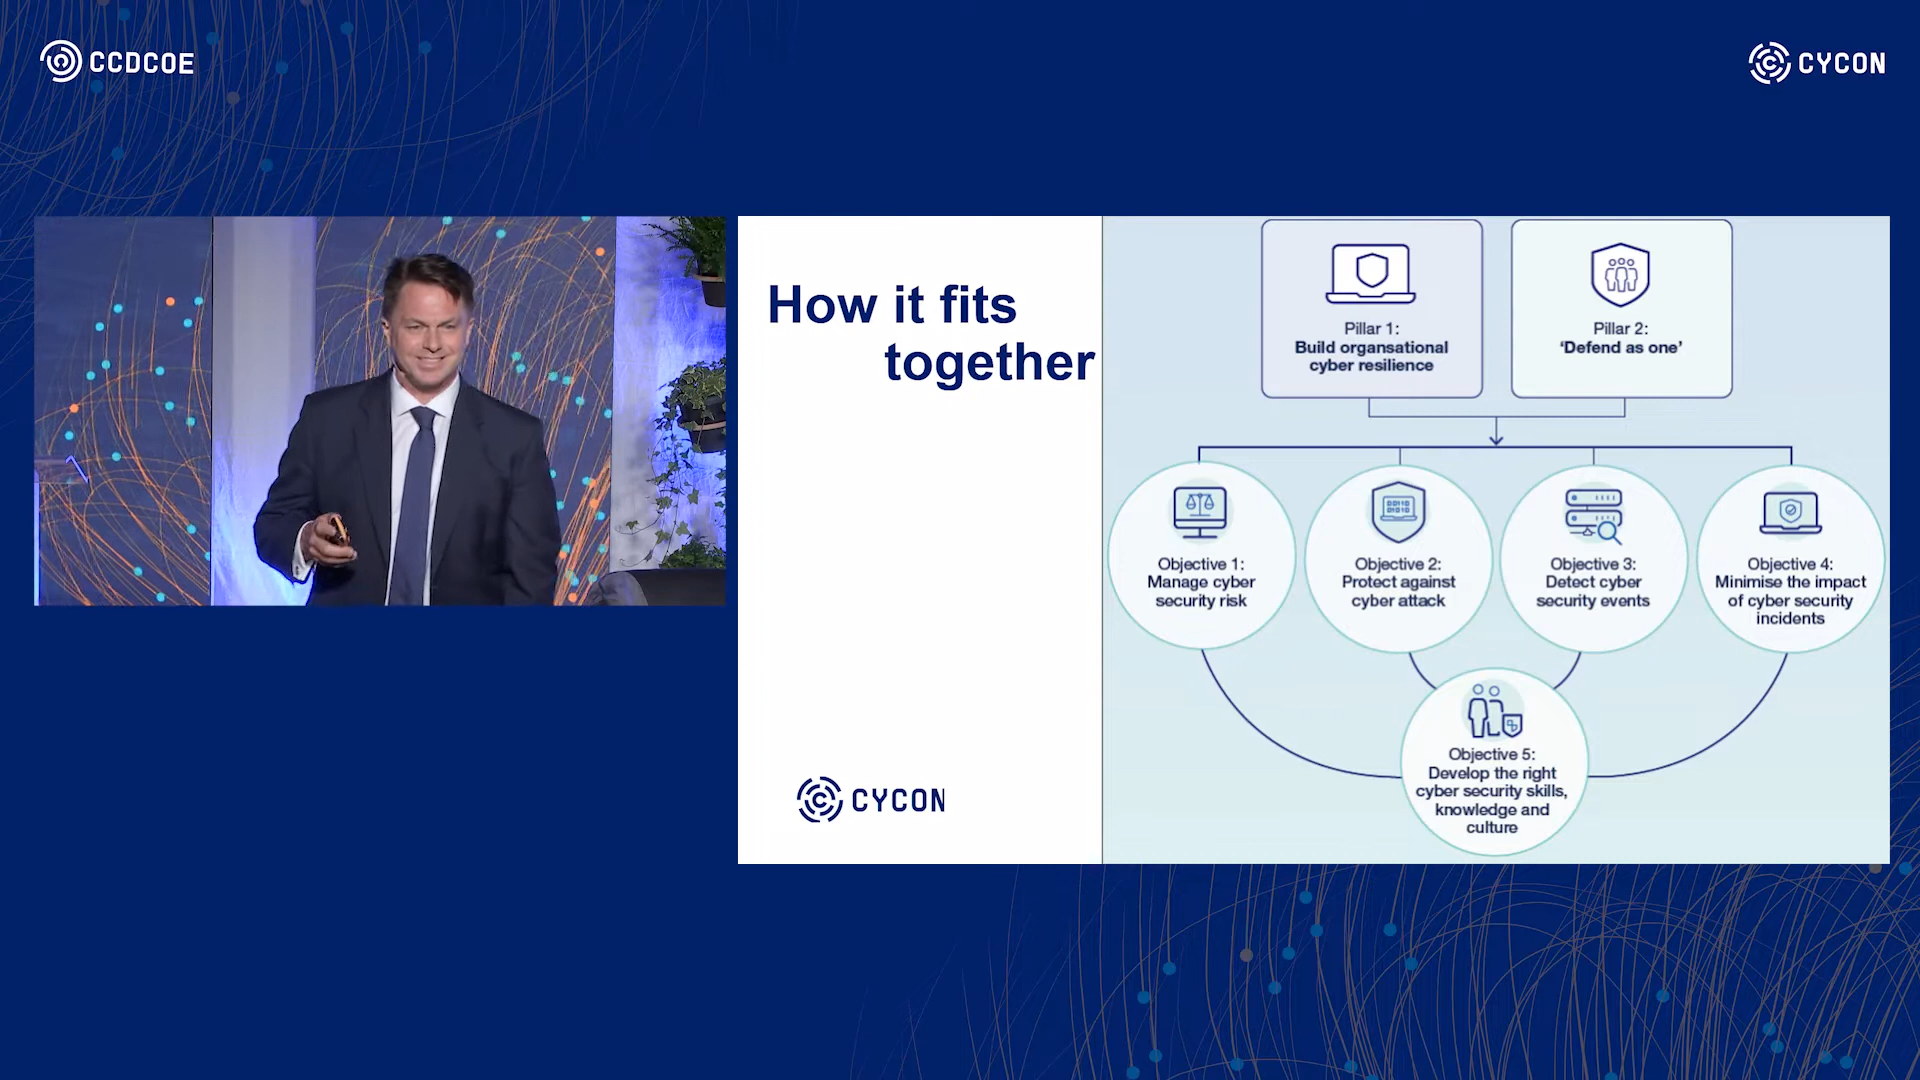 CCDCOE
CYCON
How it fits
together
Pillar 1:
Build organsational
cyber resilience
Pillar 2:
‘Defend as one’
Objective 1:
Manage cyber
security risk
Objective 2:
Protect against
cyber attack
Objective 3:
Detect cyber
security events
Objective 4:
Minimise the impact
of cyber security
incidents
Objective 5:
Develop the right
cyber security skills,
knowledge and
culture
CYCON